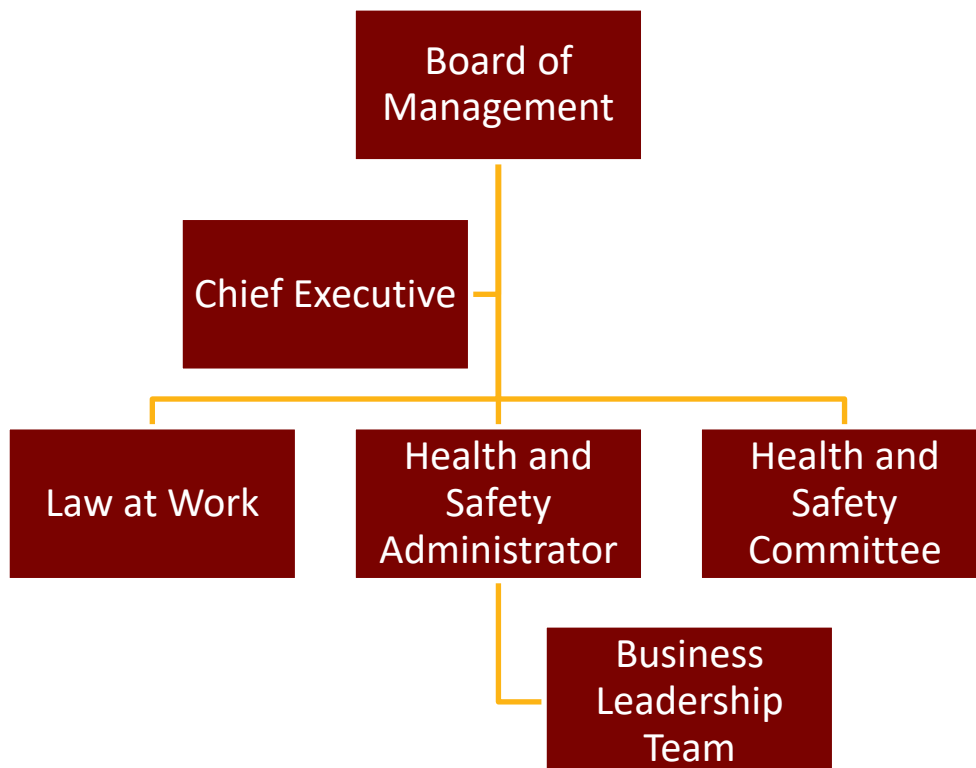 Board of
Management
Chief Executive
Law at Work
Health and
Safety
Administrator
Health and
Safety
Committee
Business
Leadership
Team